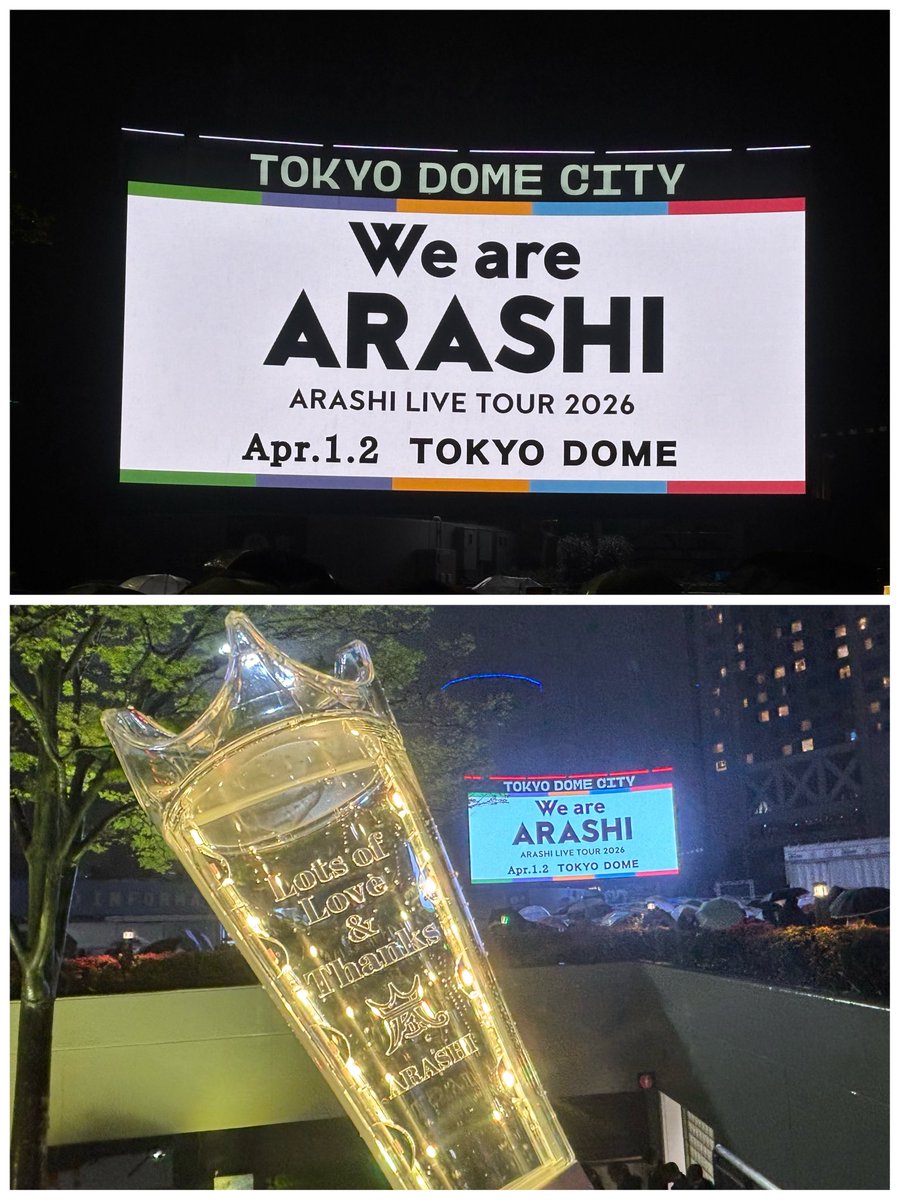 TOKYO DOME CITY
We are
ARASHI
ARASHI LIVE TOUR 2026
Apr.1.2 TOKYO DOME
TOKYO DOME CITY
We are
ARASHI
ARASHI LIVE TOUR 2026
Apr.1.2 TOKYO DOME
Lots of
Love
&
Thanks
嵐
ARASHI